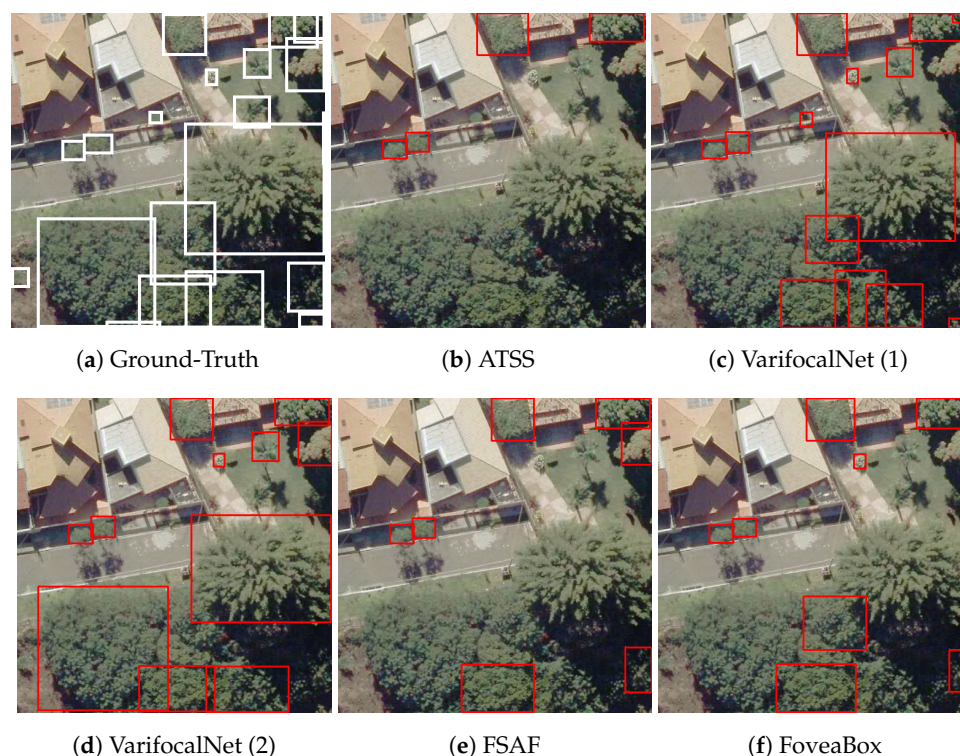 (a) Ground-Truth
(b) ATSS
(c) VarifocalNet (1)
(d) VarifocalNet (2)
(e) FSAF
(f) FoveaBox